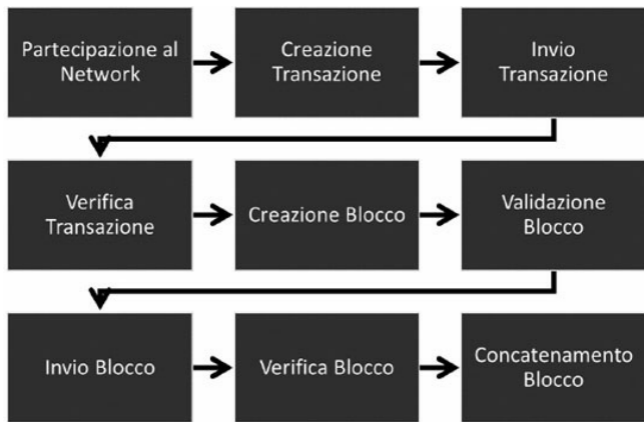 Partecipazione al
Network
Creazione
Transazione
Invio
Transazione
Verifica
Transazione
Creazione Blocco
Validazione
Blocco
Invio Blocco
Verifica Blocco
Concatenamento
Blocco